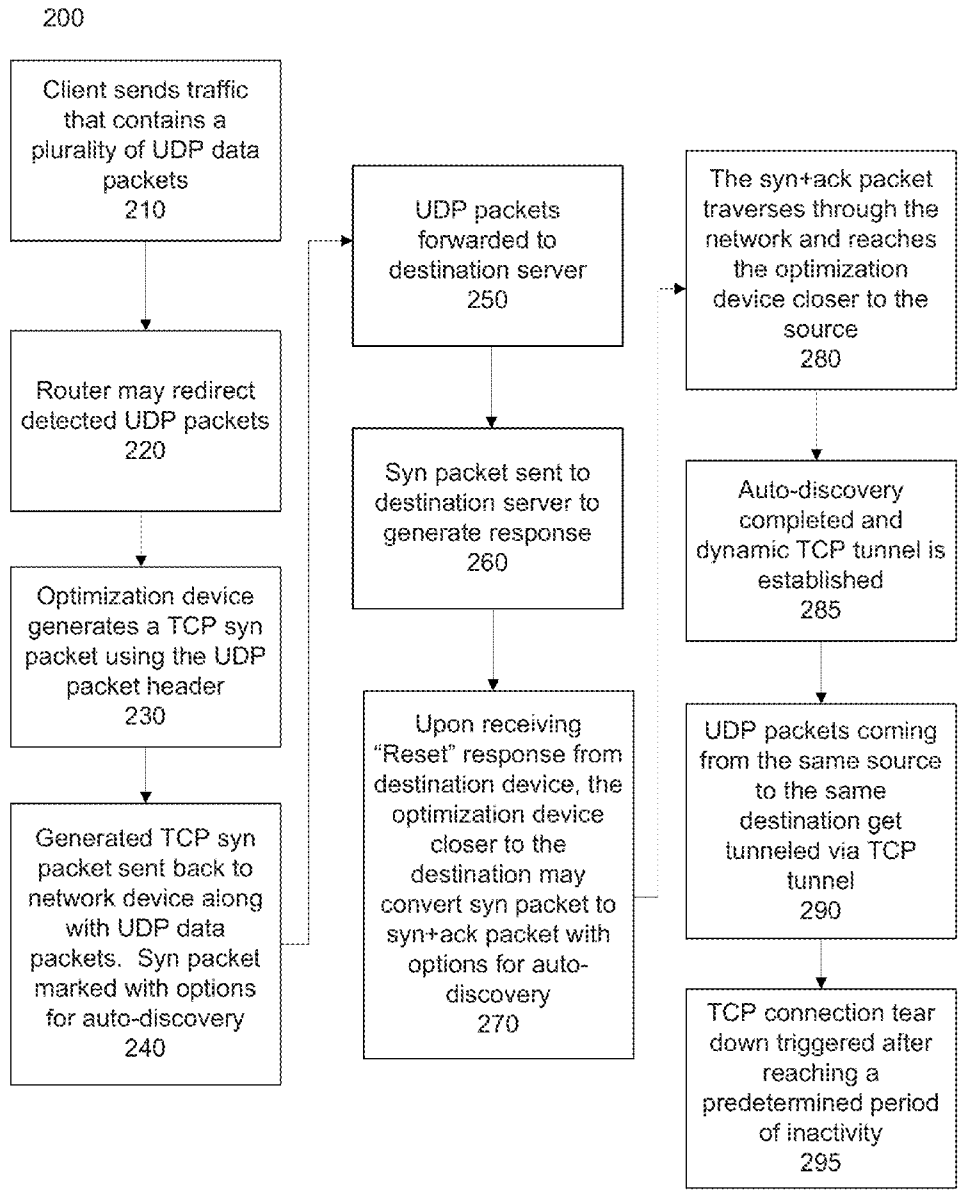 200
Client sends traffic
that contains a
plurality of UDP data
packets
210
Router may redirect
detected UDP packets
220
Optimization device
generates a TCP syn
packet using the UDP
packet header
230
Generated TCP syn
packet sent back to
network device along
with UDP data
packets. Syn packet
marked with options
for auto-discovery
240
UDP packets
forwarded to
destination server
250
Syn packet sent to
destination server to
generate response
260
Upon receiving
“Reset” response from
destination device, the
optimization device
closer to the
destination may
convert syn packet to
syn+ack packet with
options for auto-
discovery
270
The syn+ack packet
traverses through the
network and reaches
the optimization
device closer to the
source
280
Auto-discovery
completed and
dynamic TCP tunnel is
established
285
UDP packets coming
from the same source
to the same
destination get
tunneled via TCP
tunnel
290
TCP connection tear
down triggered after
reaching a
predetermined period
of inactivity
295